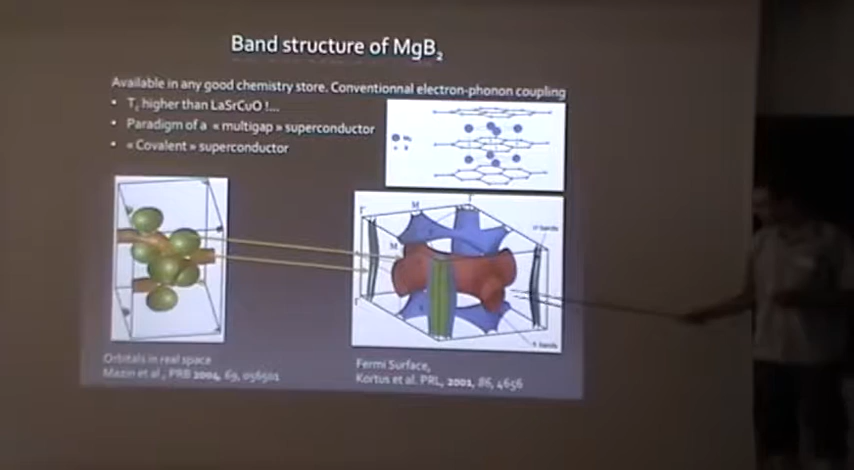 Band structure of MgB2
Available in any good chemistry store. Conventionnal electron-phonon coupling
• Tc higher than LaSrCuO !...
• Paradigm of a « multigap » superconductor
• « Covalent » superconductor
Γ
M
Γ
M
σ bands
π bands
Orbitals in real space
Mazin et al., PRB 2004, 69, 056501
Fermi Surface,
Kortus et al. PRL, 2001, 86, 4656